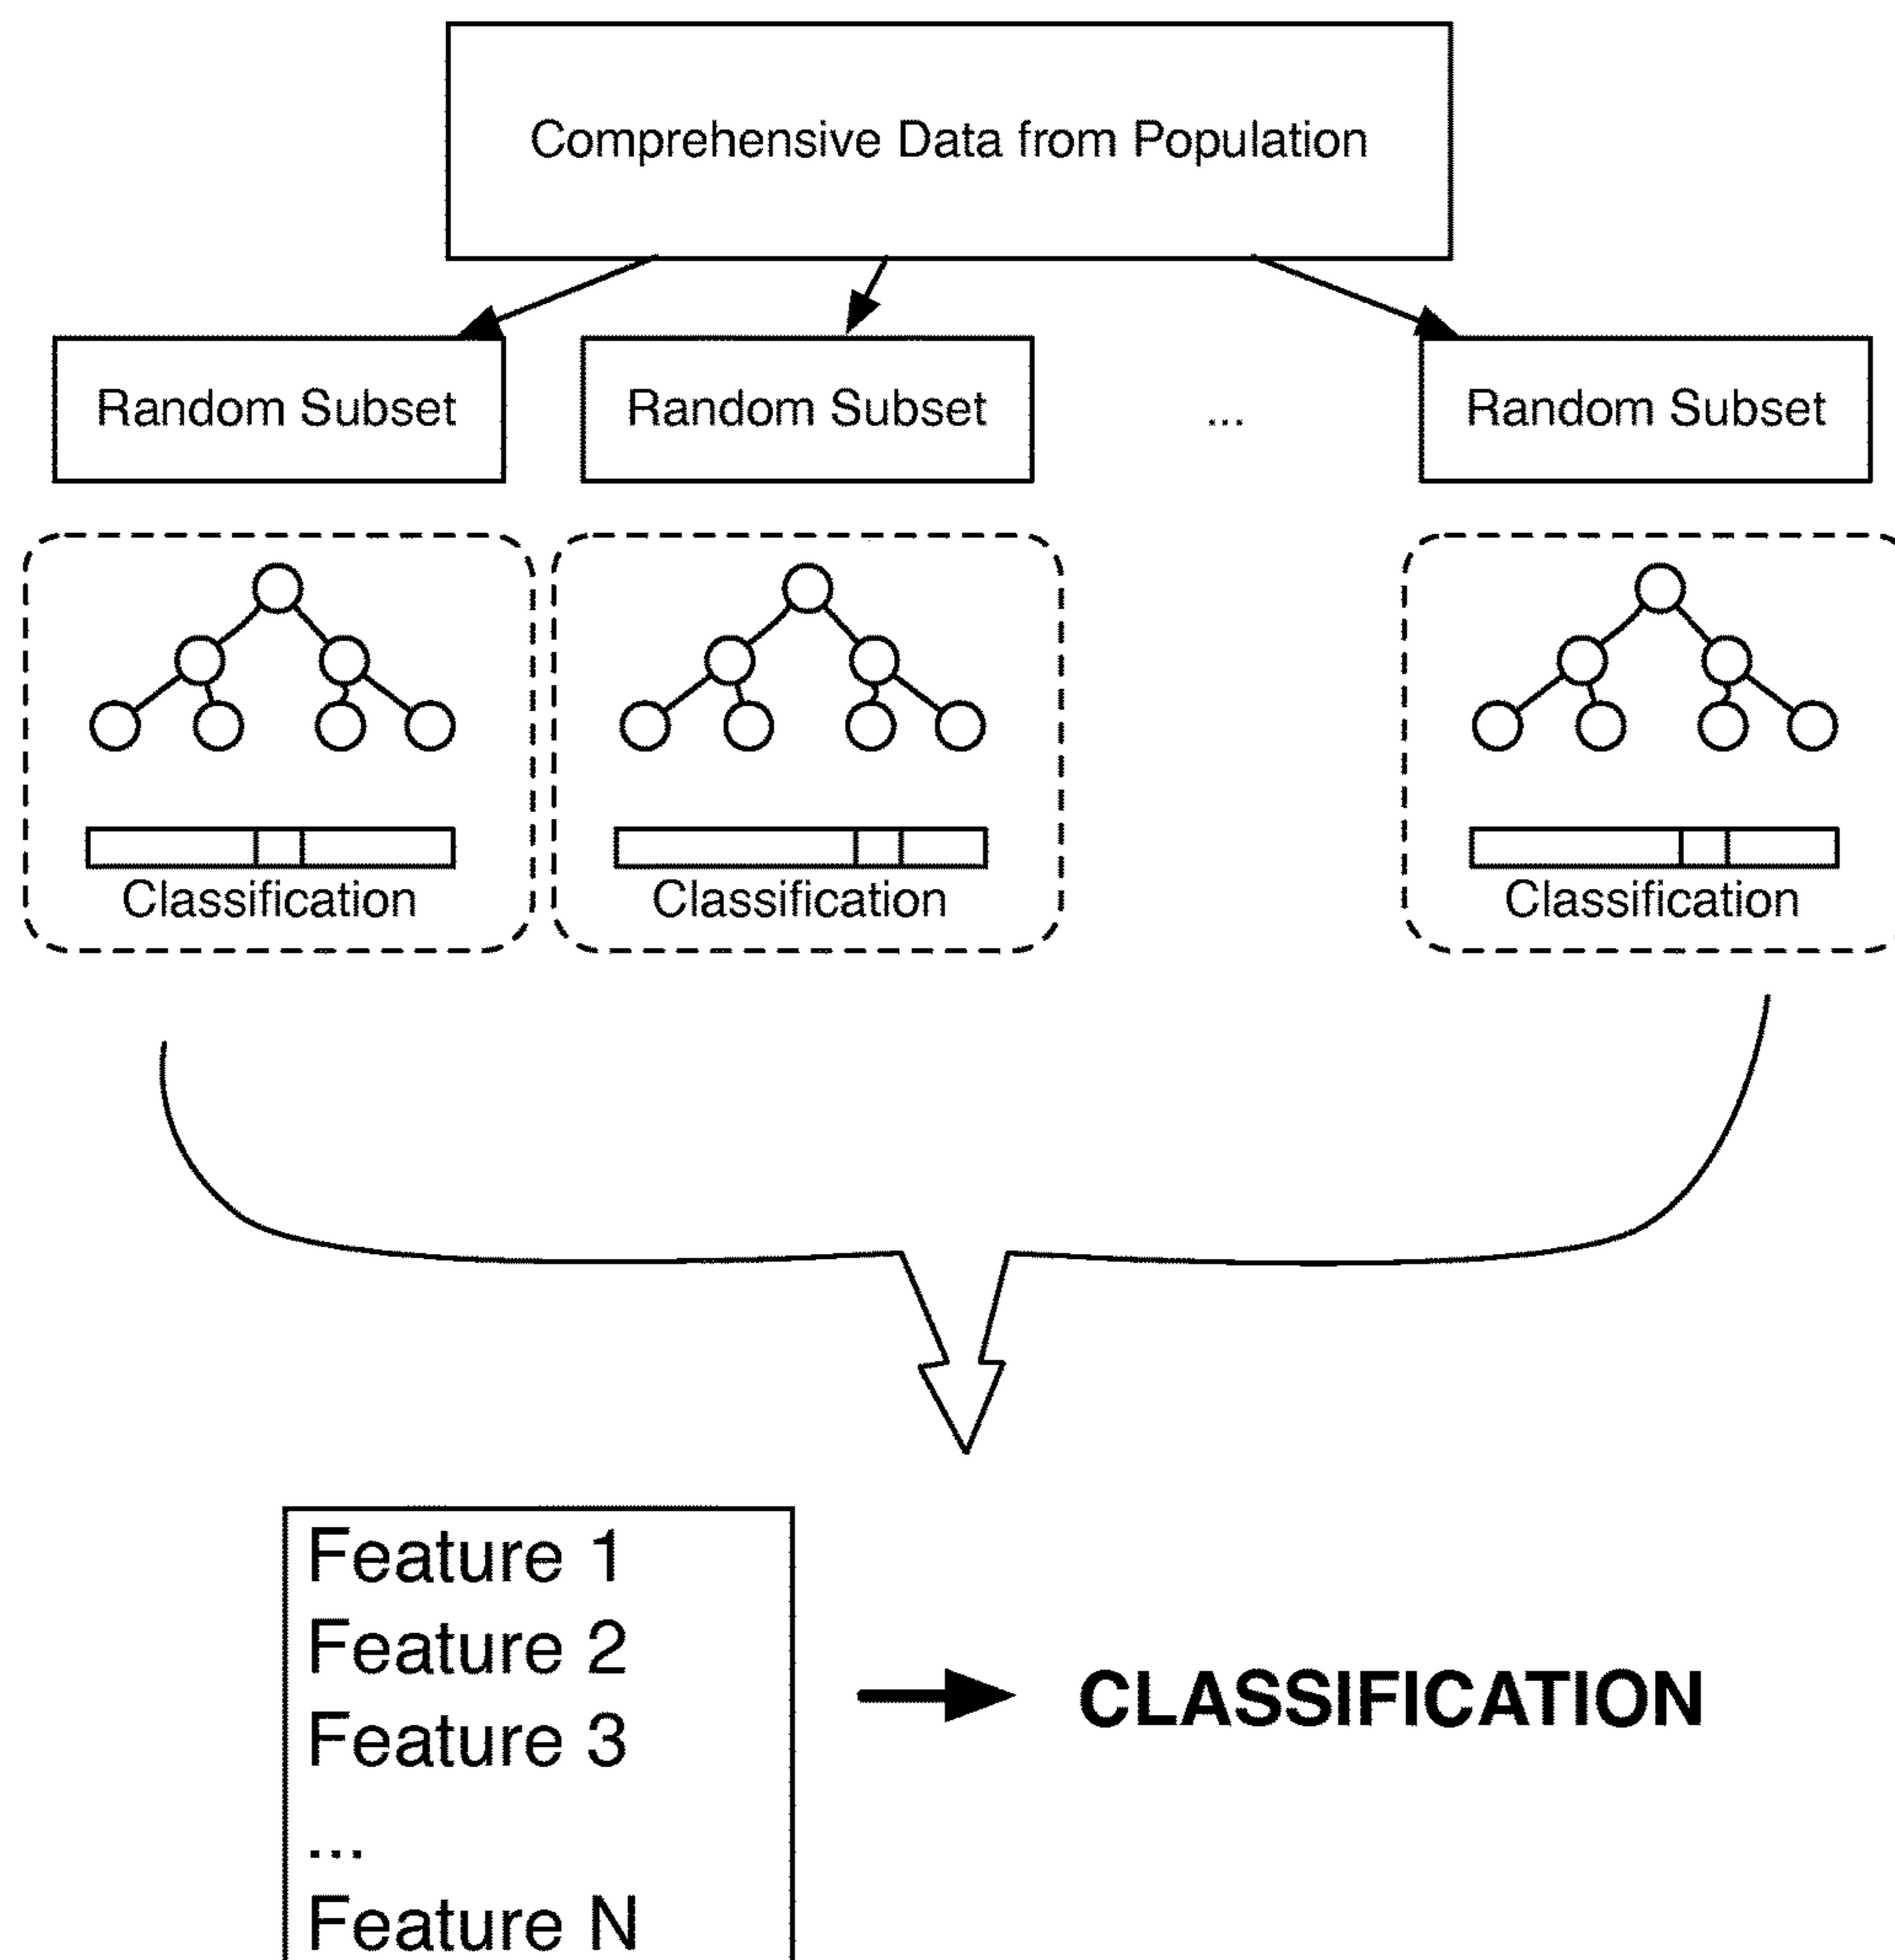 Comprehensive Data from Population
Random Subset
Random Subset
...
Random Subset
Classification
Classification
Classification
Feature 1
Feature 2
Feature 3
...
Feature N
CLASSIFICATION